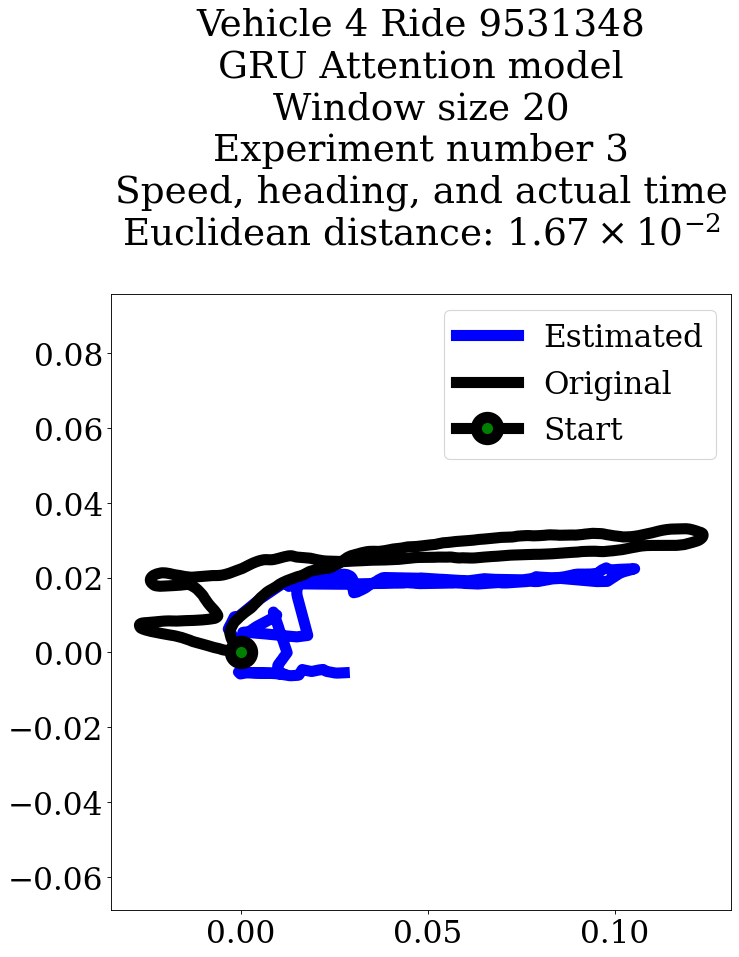 Vehicle 4 Ride 9531348
GRU Attention model
Window size 20
Experiment number 3
Speed, heading, and actual time
Euclidean distance: 1.67 × 10⁻²
Estimated
Original
Start
0.08
0.06
0.04
0.02
0.00
−0.02
−0.04
−0.06
0.00 0.05 0.10